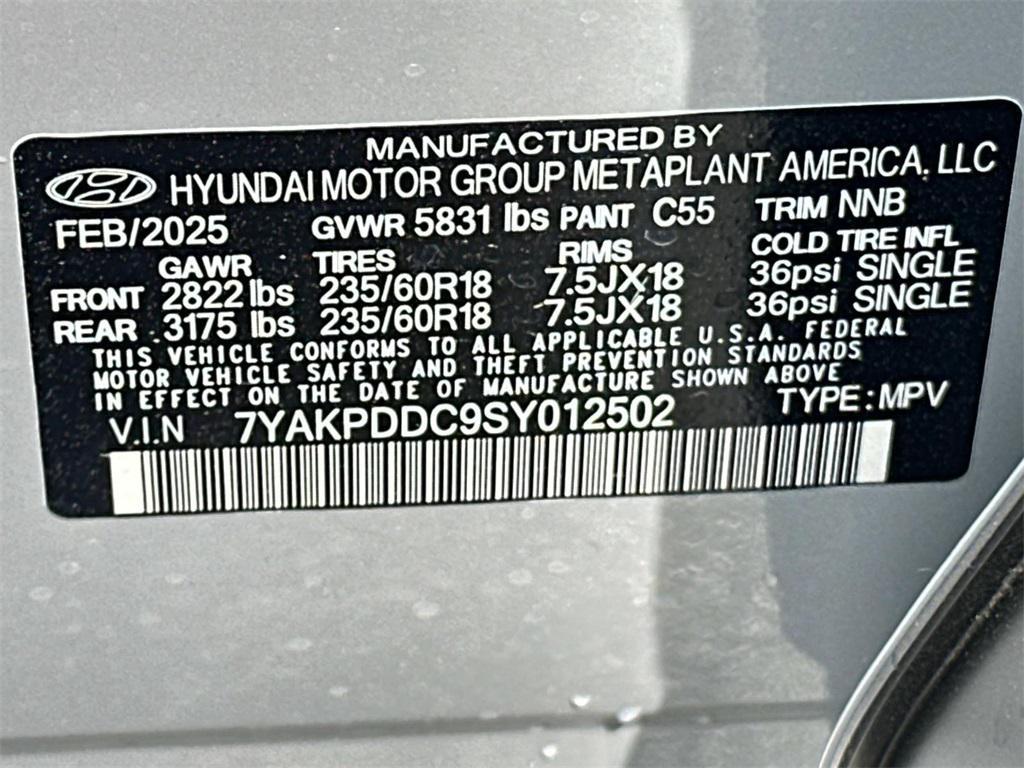 MANUFACTURED BY
HYUNDAI MOTOR GROUP METAPLANT AMERICA, LLC
FEB/2025 GVWR 5831 lbs PAINT C55 TRIM NNB
GAWR TIRES RIMS COLD TIRE INFL
FRONT 2822 lbs 235/60R18 7.5JX18 36psi SINGLE
REAR 3175 lbs 235/60R18 7.5JX18 36psi SINGLE
THIS VEHICLE CONFORMS TO ALL APPLICABLE U.S.A. FEDERAL
MOTOR VEHICLE SAFETY AND THEFT PREVENTION STANDARDS
IN EFFECT ON THE DATE OF MANUFACTURE SHOWN ABOVE
V.I.N 7YAKPDDC9SY012502 TYPE: MPV